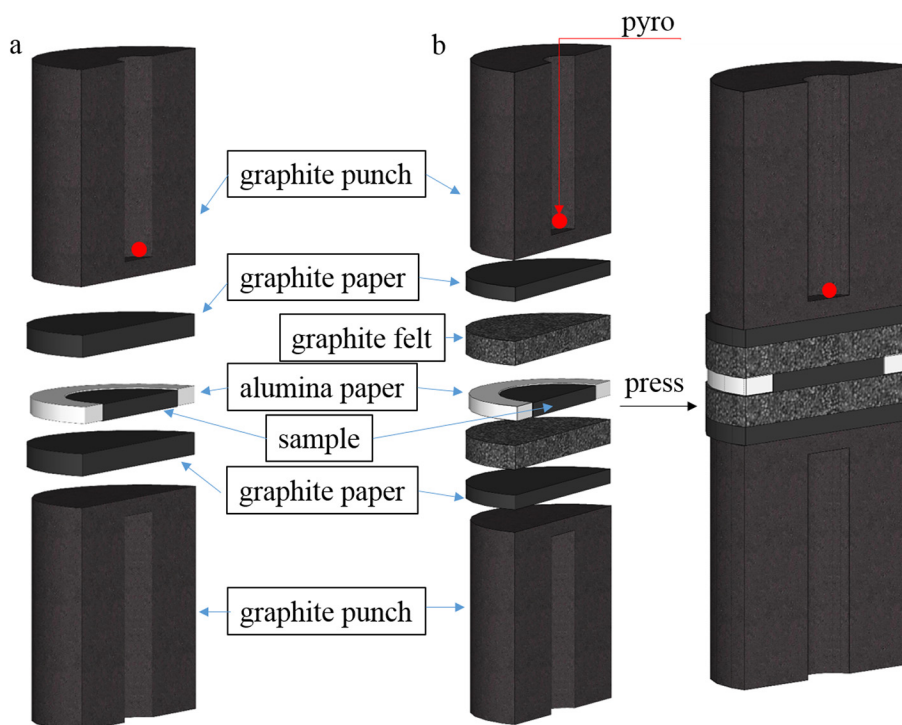 a
b
pyro
graphite punch
graphite paper
graphite felt
alumina paper
press
sample
graphite paper
graphite punch